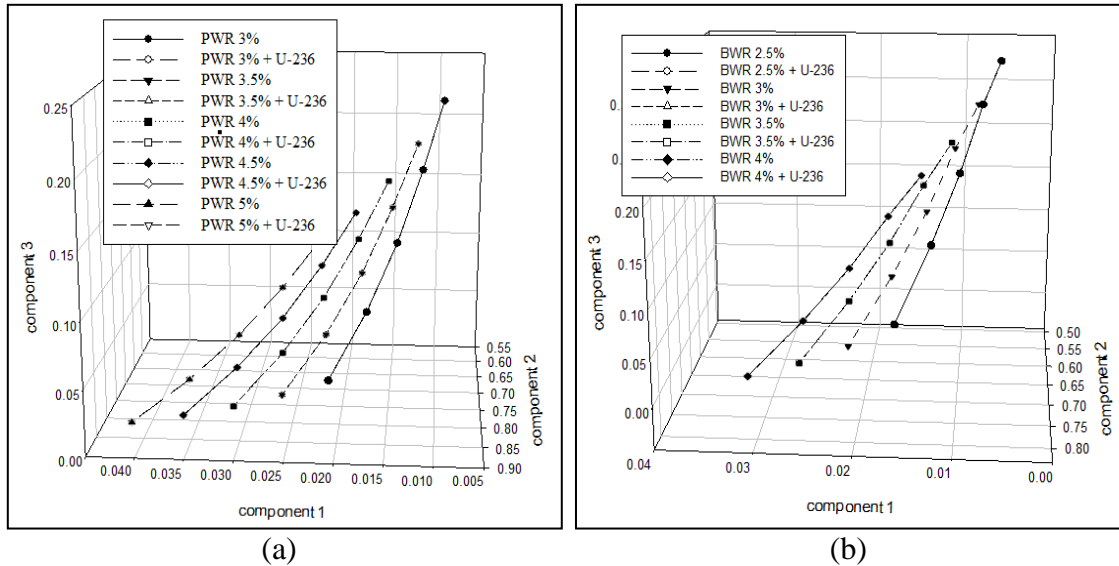 PWR 3%
PWR 3% + U-236
PWR 3.5%
PWR 3.5% + U-236
PWR 4%
PWR 4% + U-236
PWR 4.5%
PWR 4.5% + U-236
PWR 5%
PWR 5% + U-236
0.25
0.20
0.15
0.10
0.05
0.00
component 3
0.040
0.035
0.030
0.025
0.020
0.015
0.010
0.005
component 1
0.55
0.60
0.65
0.70
0.75
0.80
0.85
0.90
component 2
(a)
BWR 2.5%
BWR 2.5% + U-236
BWR 3%
BWR 3% + U-236
BWR 3.5%
BWR 3.5% + U-236
BWR 4%
BWR 4% + U-236
0.
0.
0.20
0.15
0.10
0.05
0.00
component 3
0.04
0.03
0.02
0.01
0.00
component 1
0.50
0.55
0.60
0.65
0.70
0.75
0.80
component 2
(b)